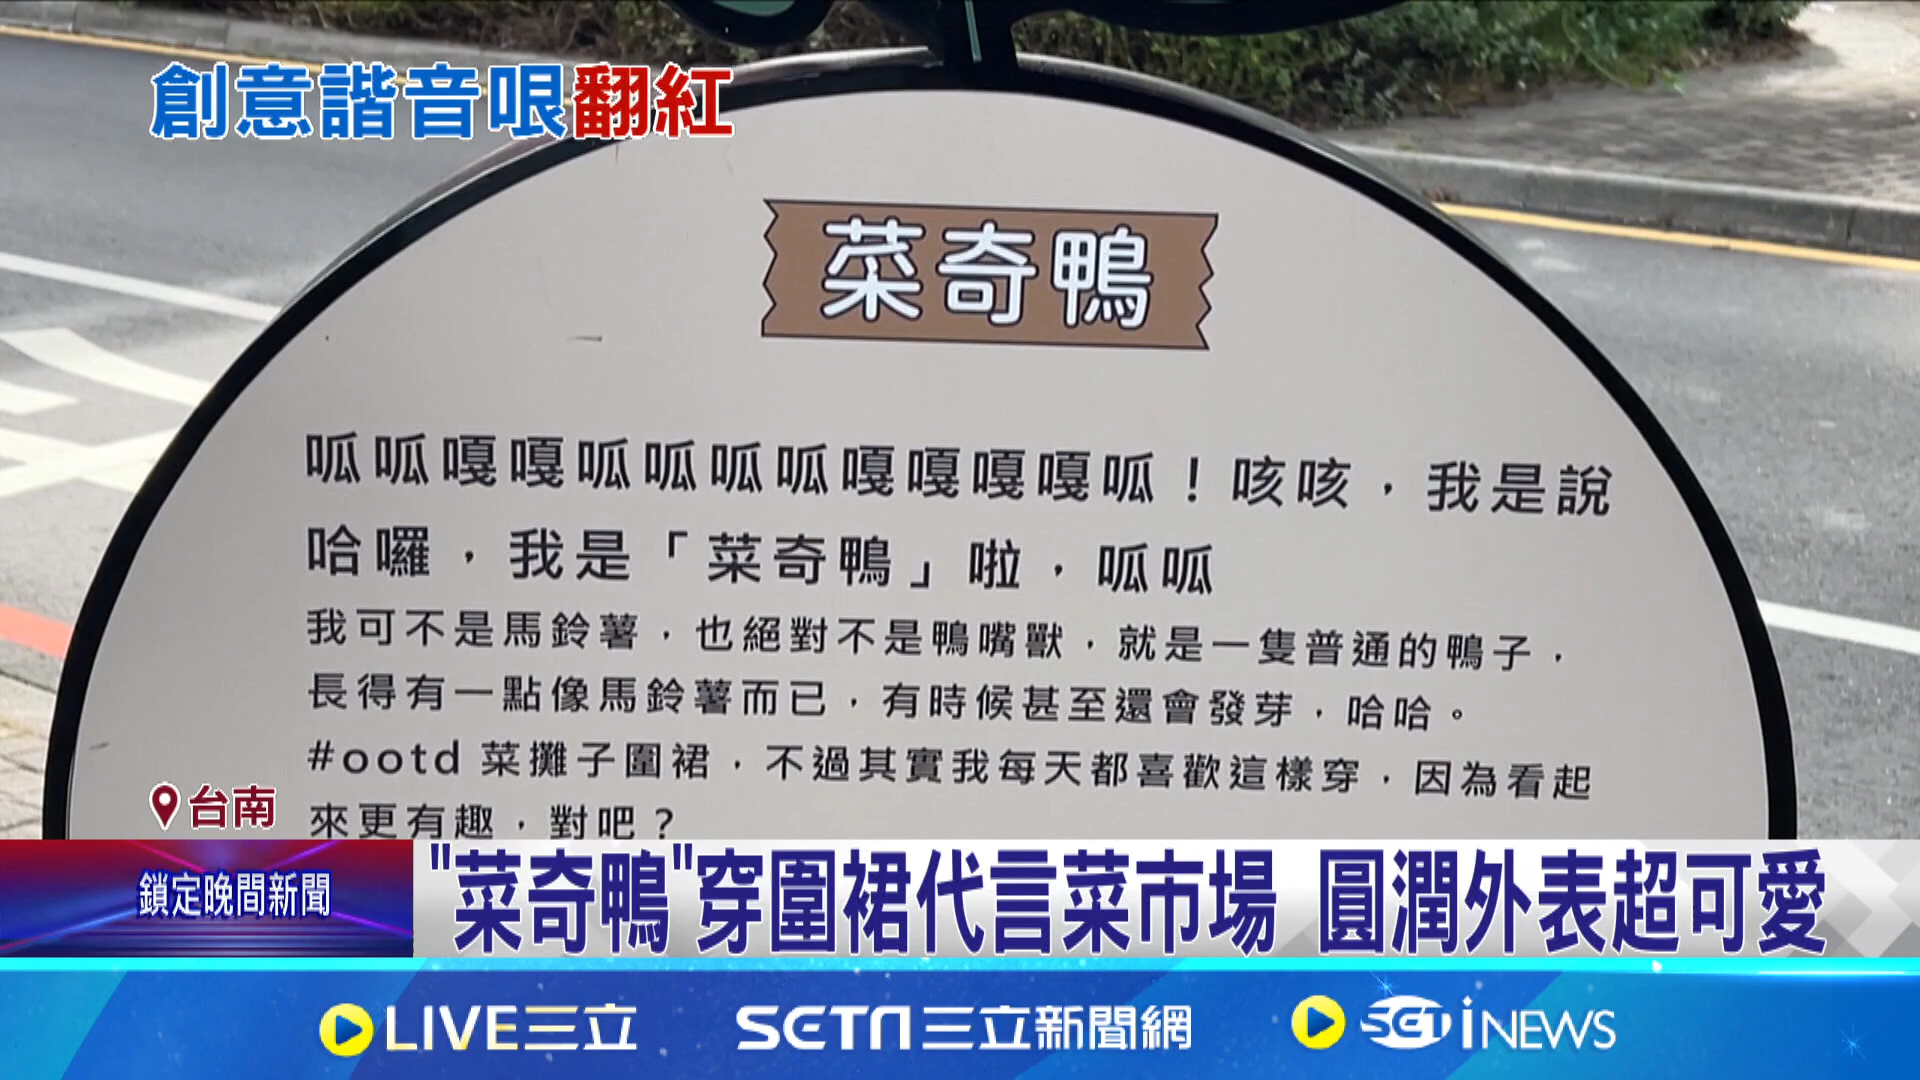 創意諧音哏翻紅
菜奇鴨
呱呱嘎嘎呱呱呱呱嘎嘎嘎嘎呱！咳咳，我是說
哈囉，我是「菜奇鴨」啦，呱呱
我可不是馬鈴薯，也絕對不是鴨嘴獸，就是一隻普通的鴨子，
長得有一點像馬鈴薯而已，有時候甚至還會發芽，哈哈。
#ootd 菜攤子圍裙，不過其實我每天都喜歡這樣穿，因為看起
來更有趣，對吧？
台南
鎖定晚間新聞
"菜奇鴨"穿圍裙代言菜市場 圓潤外表超可愛
LIVE三立
SETN三立新聞網
SET iNEWS